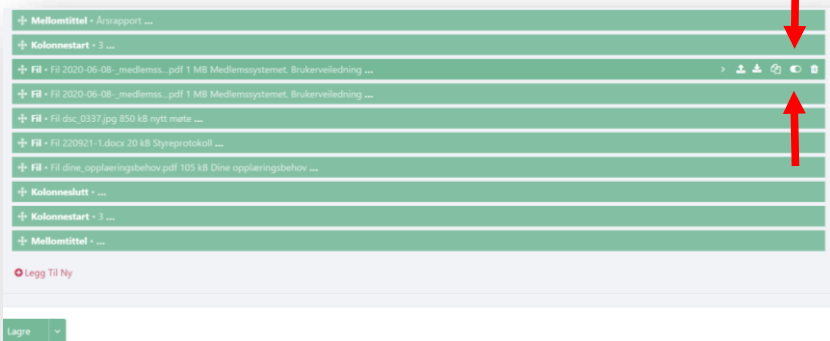 Mellomtittel • Årsrapport ...
Kolonnestart • 3 ...
Fil • Fil 2020-06-08-_medlemss...pdf 1 MB Medlemssystemet. Brukerveiledning ...
Fil • Fil 2020-06-08-_medlemss...pdf 1 MB Medlemssystemet. Brukerveiledning ...
Fil • Fil dsc_0337.jpg 850 kB nytt møte ...
Fil • Fil 220921-1.docx 20 kB Styreprotokoll ...
Fil • Fil dine_opplaeringsbehov.pdf 105 kB Dine opplæringsbehov ...
Kolonneslutt • ...
Kolonnestart • 3 ...
Mellomtittel • ...
Legg Til Ny
Lagre